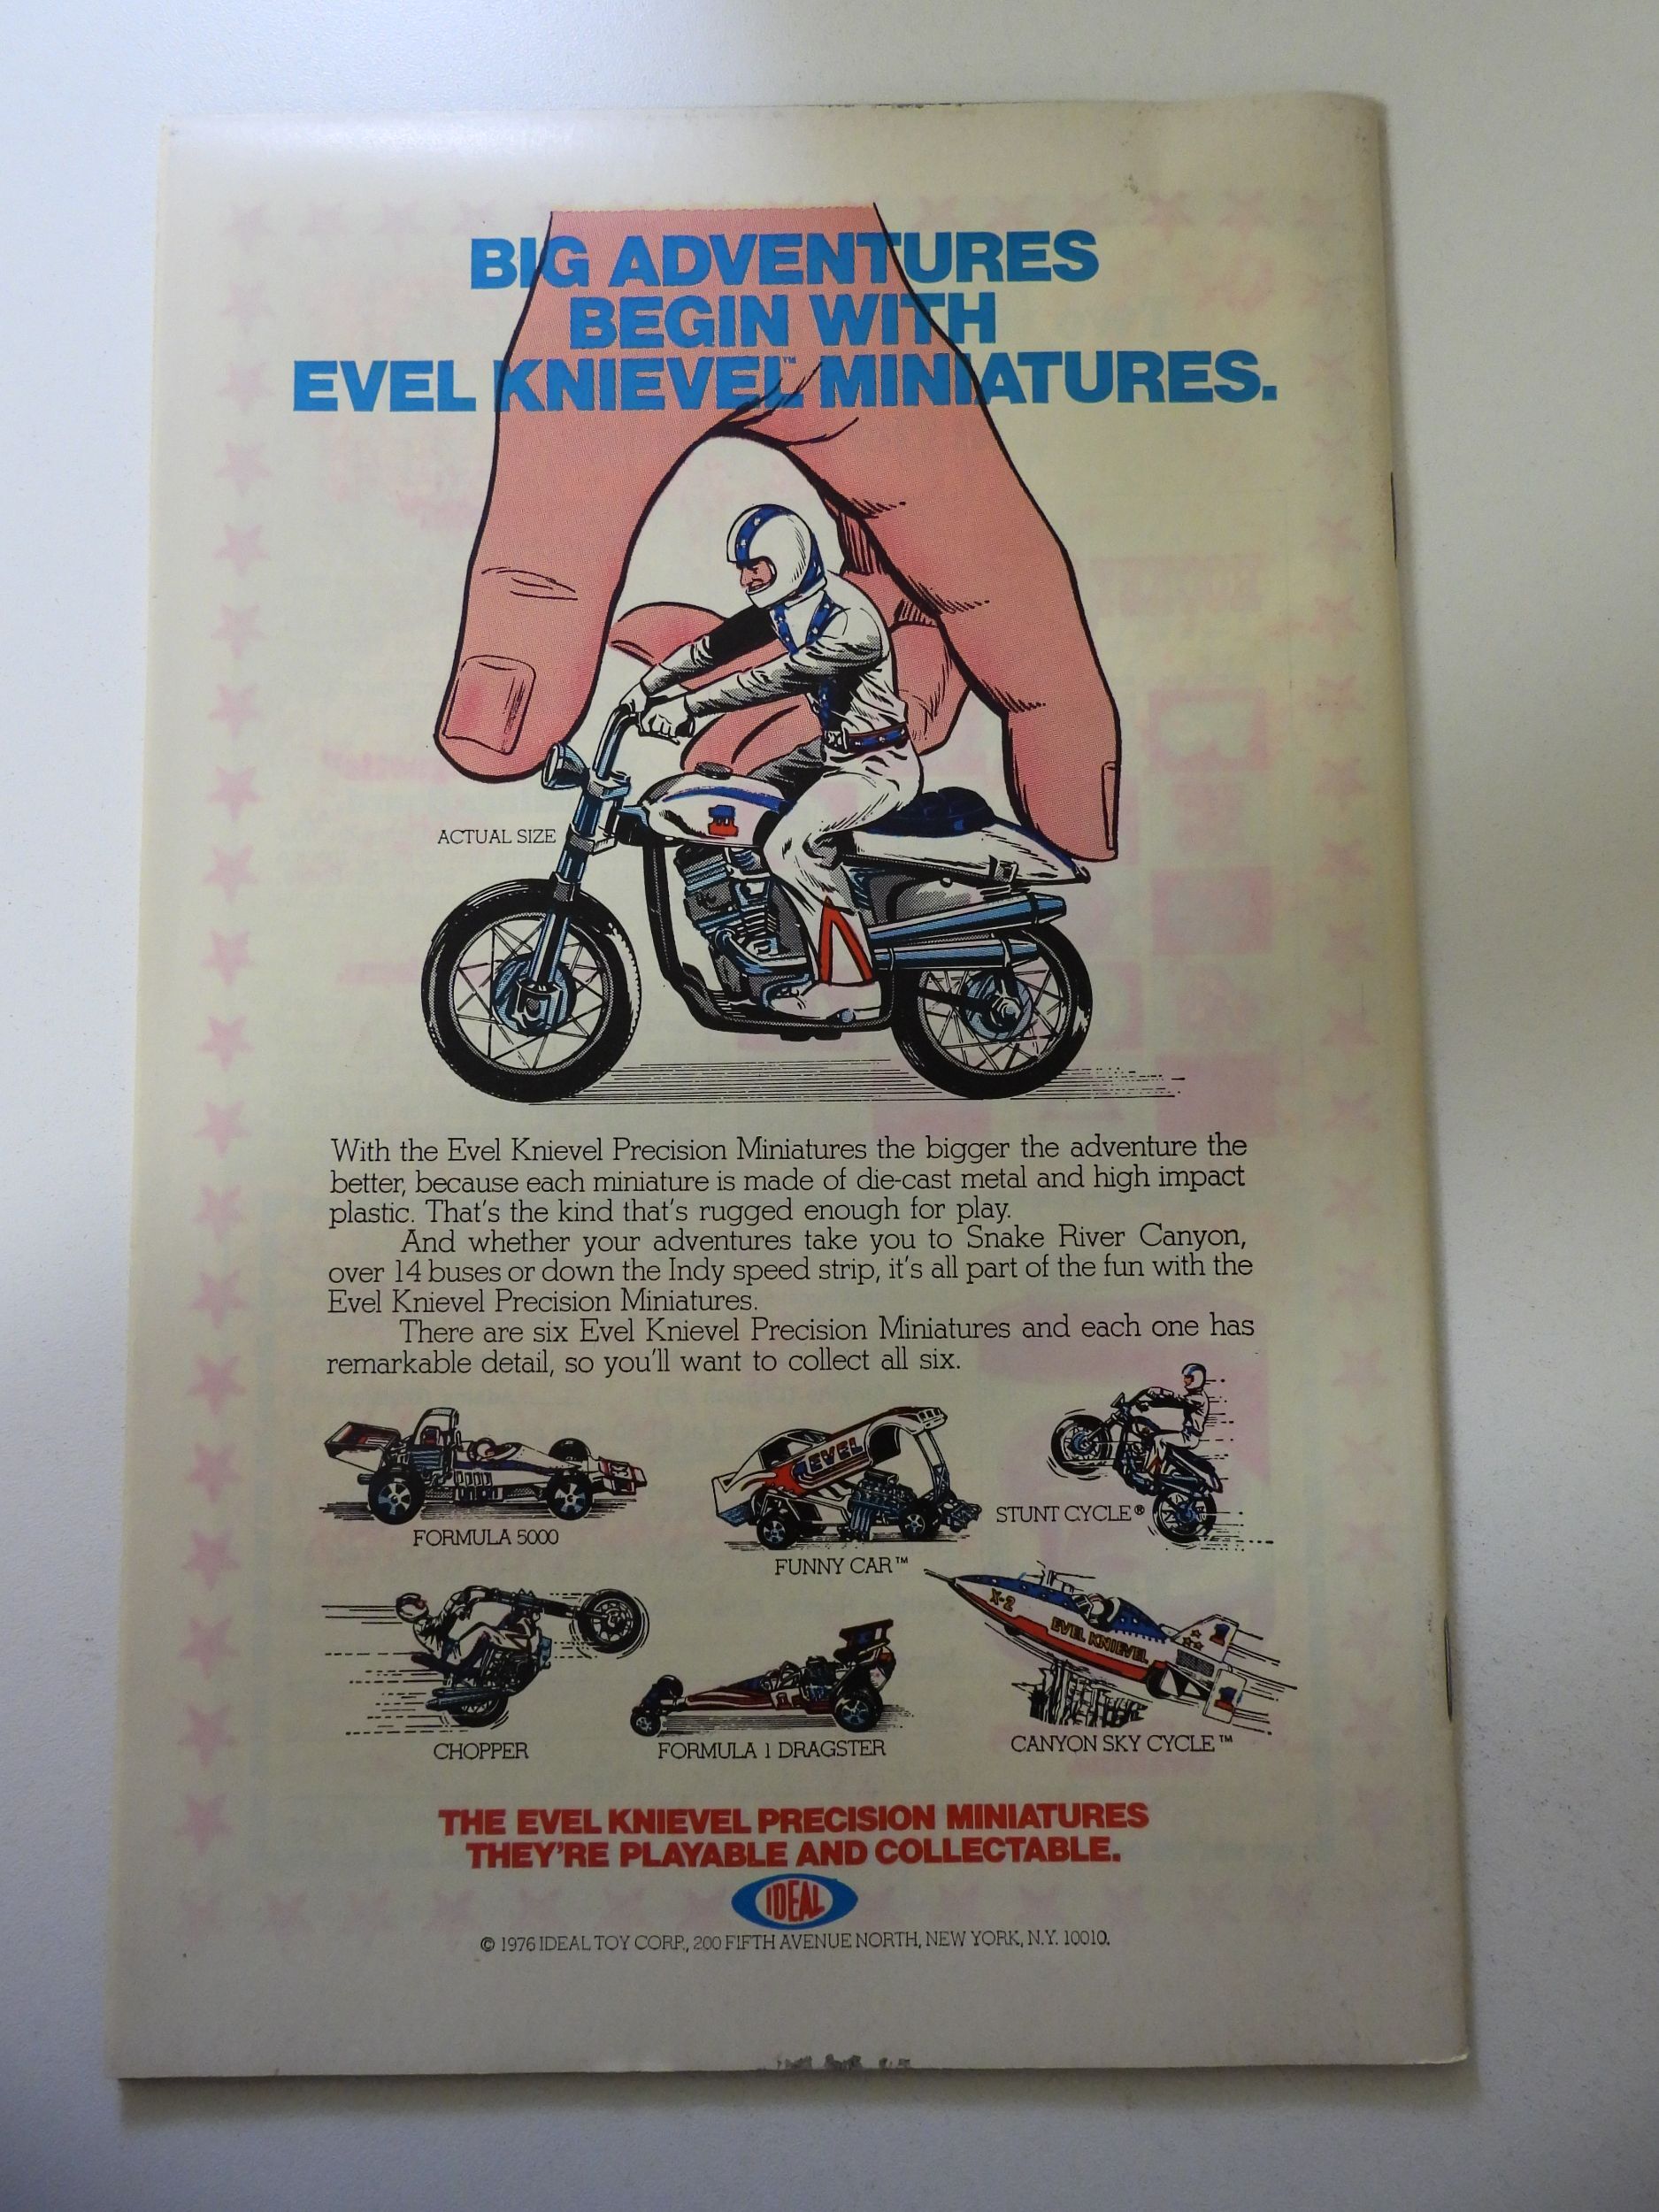 BIG ADVENTURES
BEGIN WITH
EVEL KNIEVEL™ MINIATURES.
ACTUAL SIZE
1
With the Evel Knievel Precision Miniatures the bigger the adventure the
better, because each miniature is made of die-cast metal and high impact
plastic. That's the kind that's rugged enough for play.
And whether your adventures take you to Snake River Canyon,
over 14 buses or down the Indy speed strip, it's all part of the fun with the
Evel Knievel Precision Miniatures.
There are six Evel Knievel Precision Miniatures and each one has
remarkable detail, so you'll want to collect all six.
FORMULA 5000
EVEL
FUNNY CAR™
STUNT CYCLE®
CHOPPER
FORMULA 1 DRAGSTER
X-2
EVEL KNIEVEL
1
CANYON SKY CYCLE™
THE EVEL KNIEVEL PRECISION MINIATURES
THEY'RE PLAYABLE AND COLLECTABLE.
IDEAL
© 1976 IDEAL TOY CORP., 200 FIFTH AVENUE NORTH, NEW YORK, N.Y. 10010.